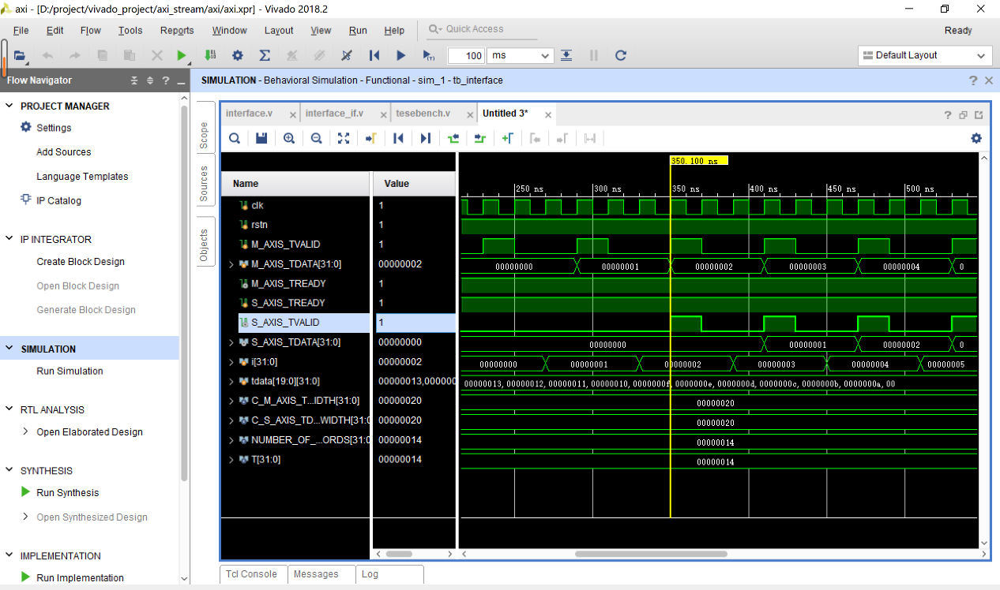 axi - [D:/project/vivado_project/axi_stream/axi/axi.xpr] - Vivado 2018.2
File Edit Flow Tools Reports Window Layout View Run Help Quick Access Ready
100 ms Default Layout
Flow Navigator
SIMULATION - Behavioral Simulation - Functional - sim_1 - tb_interface
PROJECT MANAGER
Settings
Add Sources
Language Templates
IP Catalog
IP INTEGRATOR
Create Block Design
Open Block Design
Generate Block Design
SIMULATION
Run Simulation
RTL ANALYSIS
Open Elaborated Design
SYNTHESIS
Run Synthesis
Open Synthesized Design
IMPLEMENTATION
Run Implementation
Scope
Sources
Objects
interface.v interface_if.v tesebench.v Untitled 3*
350.100 ns
Name Value
250 ns 300 ns 350 ns 400 ns 450 ns 500 ns
clk 1
rstn 1
M_AXIS_TVALID 1
M_AXIS_TDATA[31:0] 00000002 00000000 00000001 00000002 00000003 00000004 0
M_AXIS_TREADY 1
S_AXIS_TREADY 1
S_AXIS_TVALID 1
S_AXIS_TDATA[31:0] 00000000 00000000 00000001 00000002 0
i[31:0] 00000002 00000000 00000001 00000002 00000003 00000004 00000005
tdata[19:0][31:0] 00000013,000000 00000013,00000012,00000011,00000010,0000000f,0000000e,0000000d,0000000c,0000000b,0000000a,00
C_M_AXIS_T...IDTH[31:0] 00000020 00000020
C_S_AXIS_TD...WIDTH[31:0 00000020 00000020
NUMBER_OF_...ORDS[31:0 00000014 00000014
T[31:0] 00000014 00000014
Tcl Console Messages Log